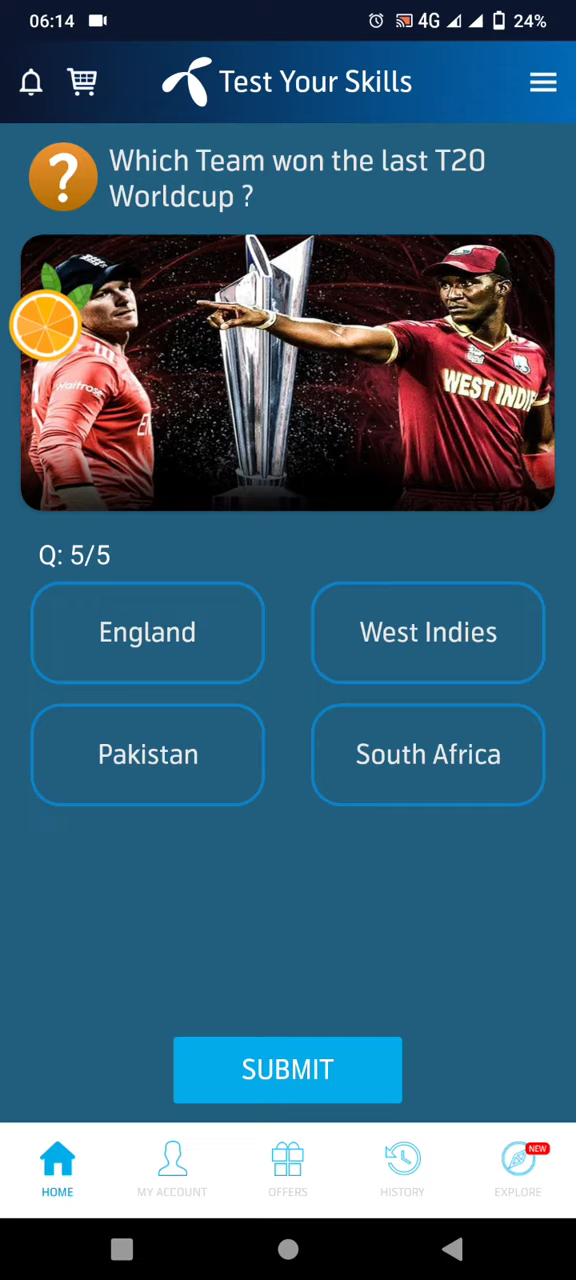 06:14 4G 24%
Test Your Skills
?
Which Team won the last T20
Worldcup ?
Waitrose
WEST INDI
Q: 5/5
England
West Indies
Pakistan
South Africa
SUBMIT
NEW
HOME
MY ACCOUNT
OFFERS
HISTORY
EXPLORE